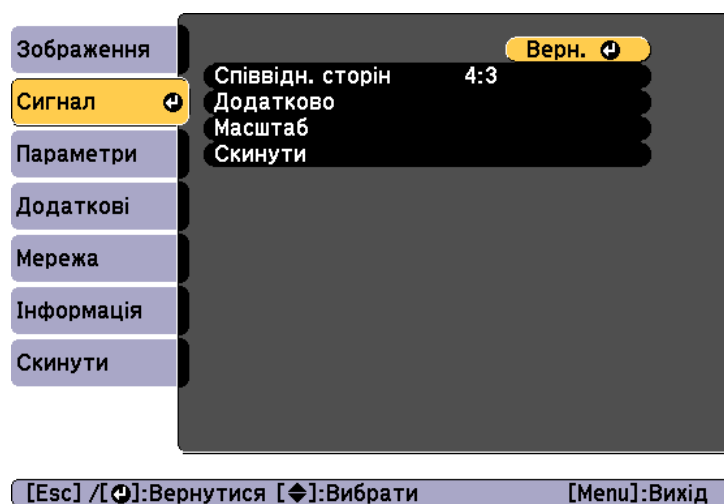 Зображення
Сигнал
Параметри
Додаткові
Мережа
Інформація
Скинути
Верн.
Співвідн. сторін 4:3
Додатково
Масштаб
Скинути
[Esc] /[]:Вернутися []:Вибрати [Menu]:Вихід